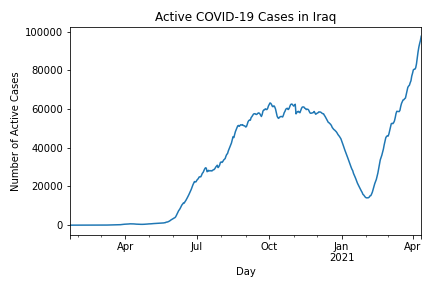 Active COVID-19 Cases in Iraq
100000
80000
60000
40000
20000
0
Number of Active Cases
Apr
Jul
Oct
Jan
2021
Apr
Day